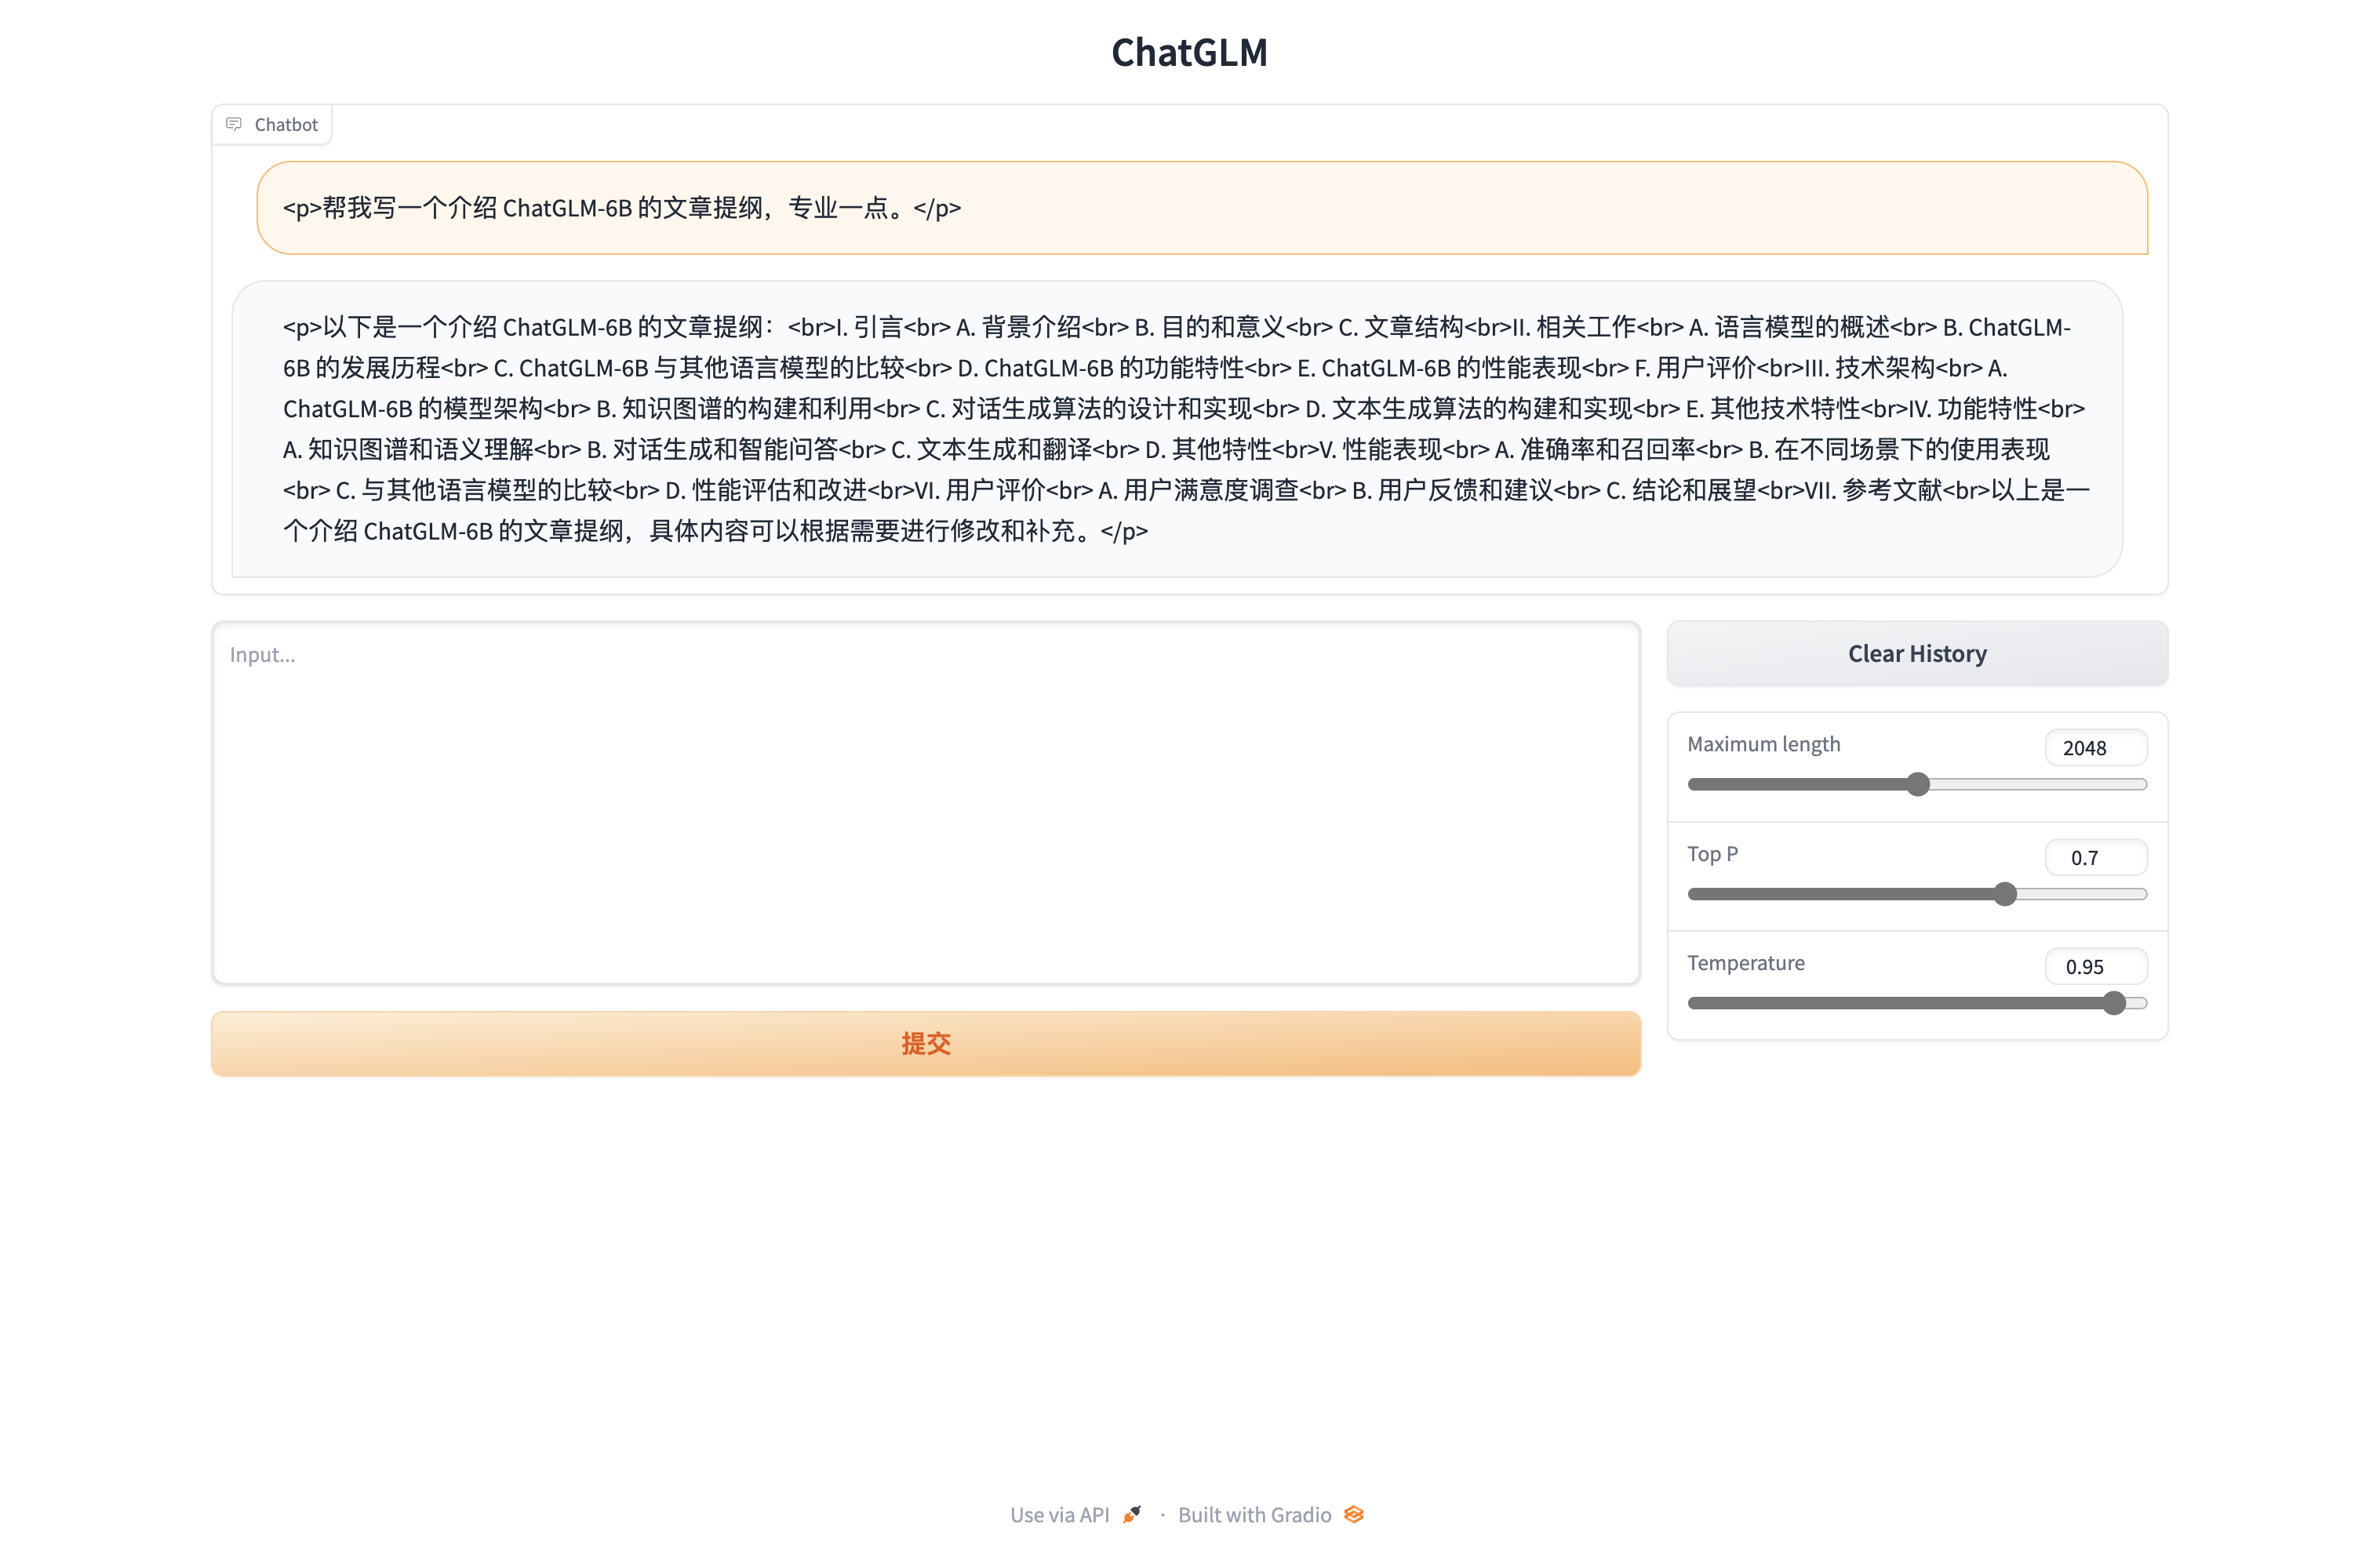 ChatGLM
Chatbot
<p>帮我写一个介绍 ChatGLM-6B 的文章提纲，专业一点。</p>
<p>以下是一个介绍 ChatGLM-6B 的文章提纲：<br>I. 引言<br> A. 背景介绍<br> B. 目的和意义<br> C. 文章结构<br>II. 相关工作<br> A. 语言模型的概述<br> B. ChatGLM-
6B 的发展历程<br> C. ChatGLM-6B 与其他语言模型的比较<br> D. ChatGLM-6B 的功能特性<br> E. ChatGLM-6B 的性能表现<br> F. 用户评价<br>III. 技术架构<br> A.
ChatGLM-6B 的模型架构<br> B. 知识图谱的构建和利用<br> C. 对话生成算法的设计和实现<br> D. 文本生成算法的构建和实现<br> E. 其他技术特性<br>IV. 功能特性<br>
A. 知识图谱和语义理解<br> B. 对话生成和智能问答<br> C. 文本生成和翻译<br> D. 其他特性<br>V. 性能表现<br> A. 准确率和召回率<br> B. 在不同场景下的使用表现
<br> C. 与其他语言模型的比较<br> D. 性能评估和改进<br>VI. 用户评价<br> A. 用户满意度调查<br> B. 用户反馈和建议<br> C. 结论和展望<br>VII. 参考文献<br>以上是一
个介绍 ChatGLM-6B 的文章提纲，具体内容可以根据需要进行修改和补充。</p>
Input...
提交
Clear History
Maximum length
2048
Top P
0.7
Temperature
0.95
Use via API · Built with Gradio